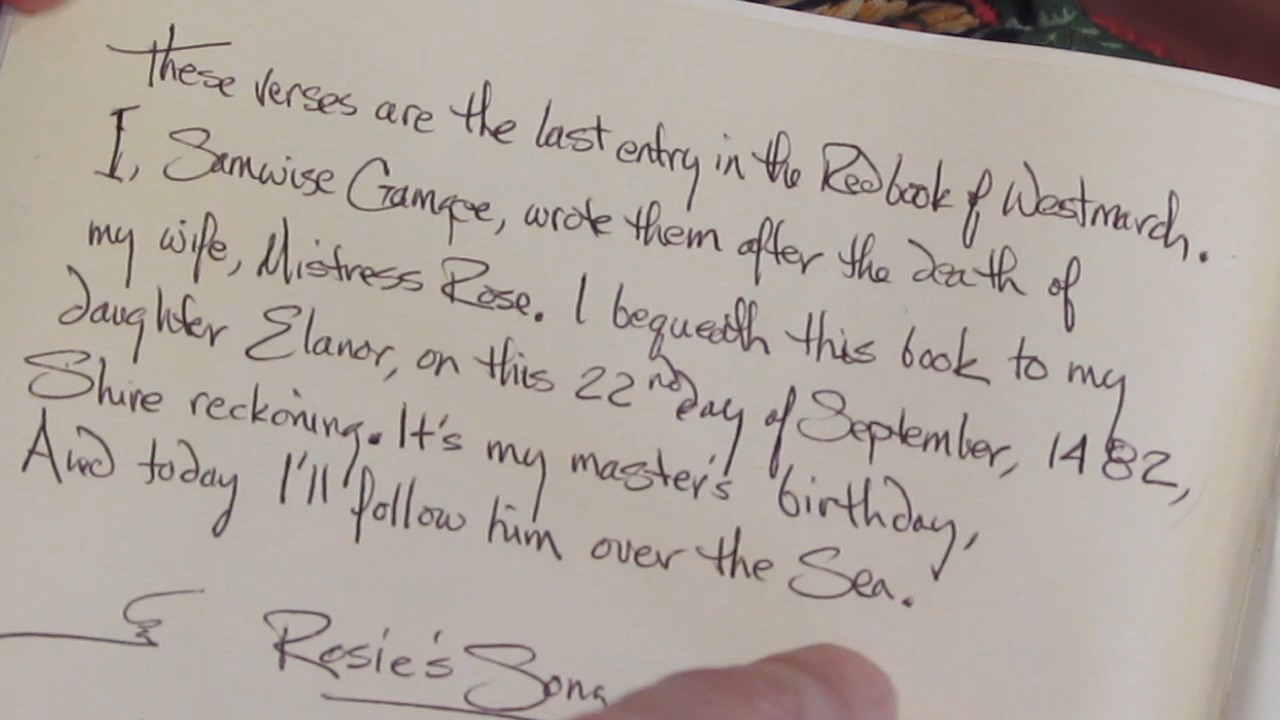 These verses are the last entry in the Redbook of Westmarch.
I, Samwise Gamgee, wrote them after the death of
my wife, Mistress Rose. I bequeath this book to my
daughter Elanor, on this 22nd day of September, 1482,
Shire reckoning. It's my master's birthday,
And today I'll follow him over the Sea.
Rosie's Song